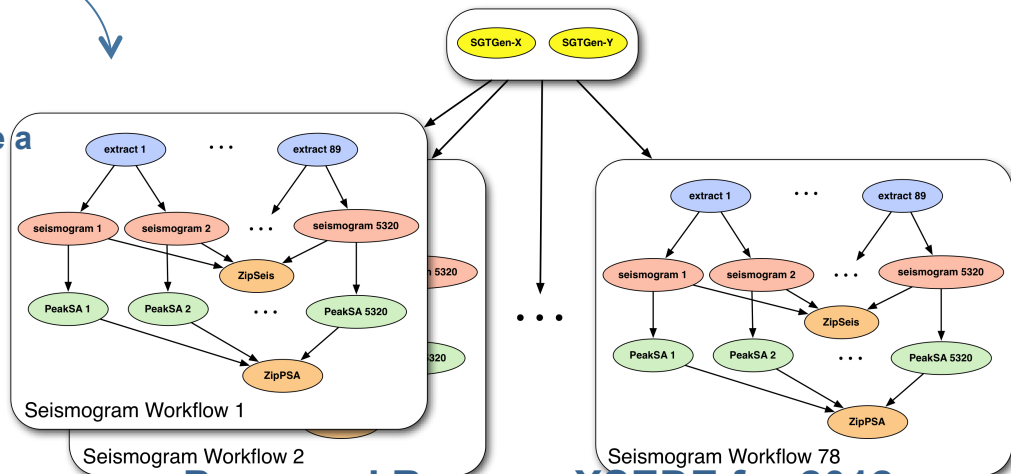 SGTGen-X SGTGen-Y
e a
extract 1 ... extract 89
seismogram 1 seismogram 2 ... seismogram 5320
ZipSeis
PeakSA 1 PeakSA 2 ... PeakSA 5320
ZipPSA
Seismogram Workflow 1
5320
320
Seismogram Workflow 2
...
extract 1 ... extract 89
seismogram 1 seismogram 2 ... seismogram 5320
ZipSeis
PeakSA 1 PeakSA 2 ... PeakSA 5320
ZipPSA
Seismogram Workflow 78